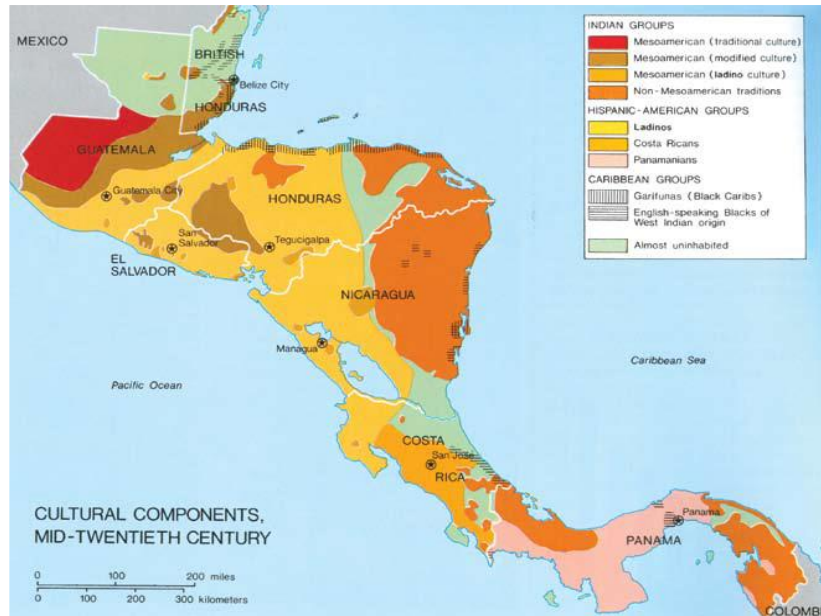 MEXICO
BRITISH
Belize City
HONDURAS
GUATEMALA
Guatemala City
HONDURAS
San
Salvador
Tegucigalpa
EL
SALVADOR
NICARAGUA
Managua
Pacific Ocean
Caribbean Sea
COSTA
San José
RICA
Panama
PANAMA
COLOMB
CULTURAL COMPONENTS,
MID-TWENTIETH CENTURY
0 100 200 miles
0 100 200 300 kilometers
INDIAN GROUPS
Mesoamerican (traditional culture)
Mesoamerican (modified culture)
Mesoamerican (ladino culture)
Non-Mesoamerican traditions
HISPANIC-AMERICAN GROUPS
Ladinos
Costa Ricans
Panamanians
CARIBBEAN GROUPS
Garifunas (Black Caribs)
English-speaking Blacks of
West Indian origin
Almost uninhabited